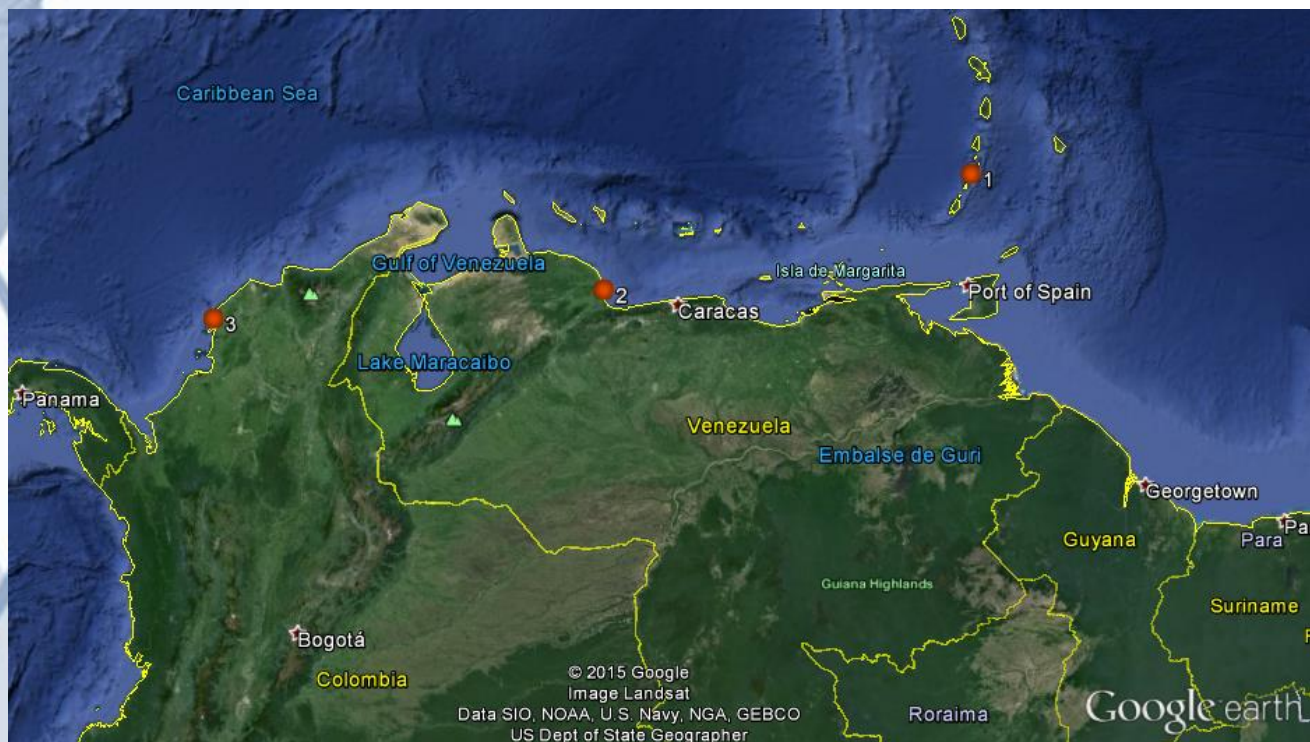 Caribbean Sea
1
Isla de Margarita
Gulf of Venezuela
2
Port of Spain
Caracas
3
Lake Maracaibo
Panama
Venezuela
Embalse de Guri
Georgetown
Pa
Guyana
Para
Guiana Highlands
Suriname
Bogotá
Colombia
© 2015 Google
Image Landsat
Data SIO, NOAA, U.S. Navy, NGA, GEBCO
US Dept of State Geographer
Roraima
Google earth